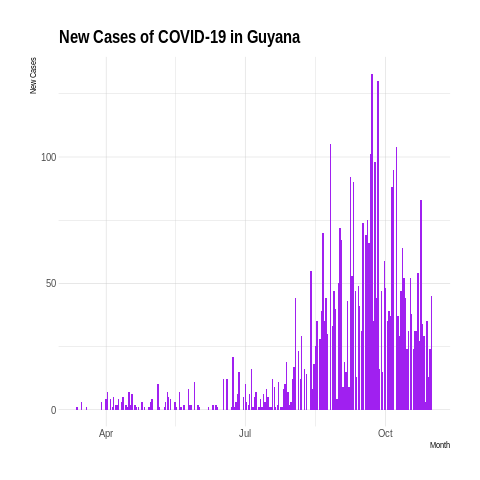 New Cases of COVID-19 in Guyana
New Cases
100
50
0
Apr
Jul
Oct
Month